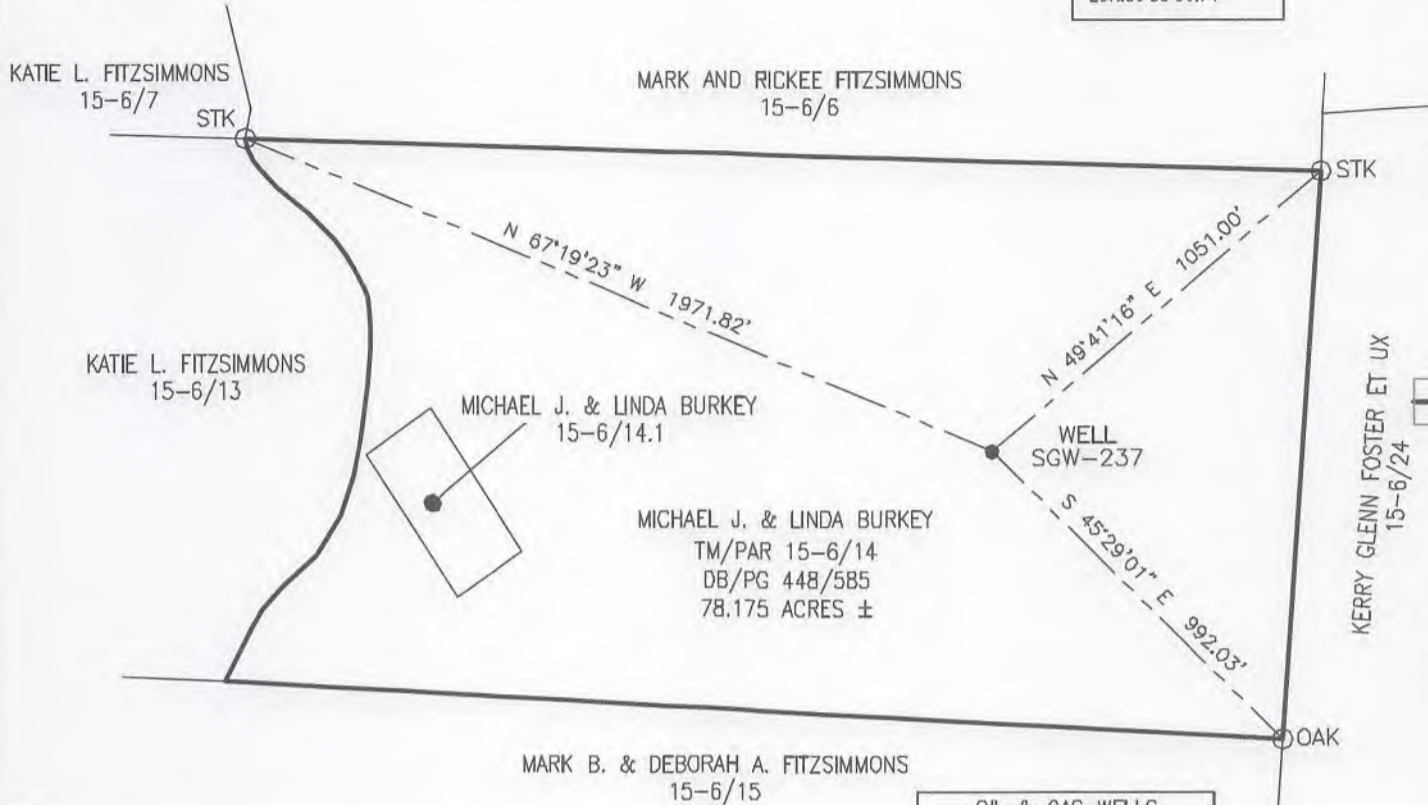 KATIE L. FITZSIMMONS
15-6/7
STK
MARK AND RICKEE FITZSIMMONS
15-6/6
STK
N 67°19'23" W 1971.82'
N 49°41'16" E 1051.00'
KATIE L. FITZSIMMONS
15-6/13
MICHAEL J. & LINDA BURKEY
15-6/14.1
WELL
SGW-237
KERRY GLENN FOSTER ET UX
15-6/24
MICHAEL J. & LINDA BURKEY
TM/PAR 15-6/14
DB/PG 448/585
78.175 ACRES ±
S 45°29'01" E 992.03'
OAK
MARK B. & DEBORAH A. FITZSIMMONS
15-6/15
OIL & GAS WELLS